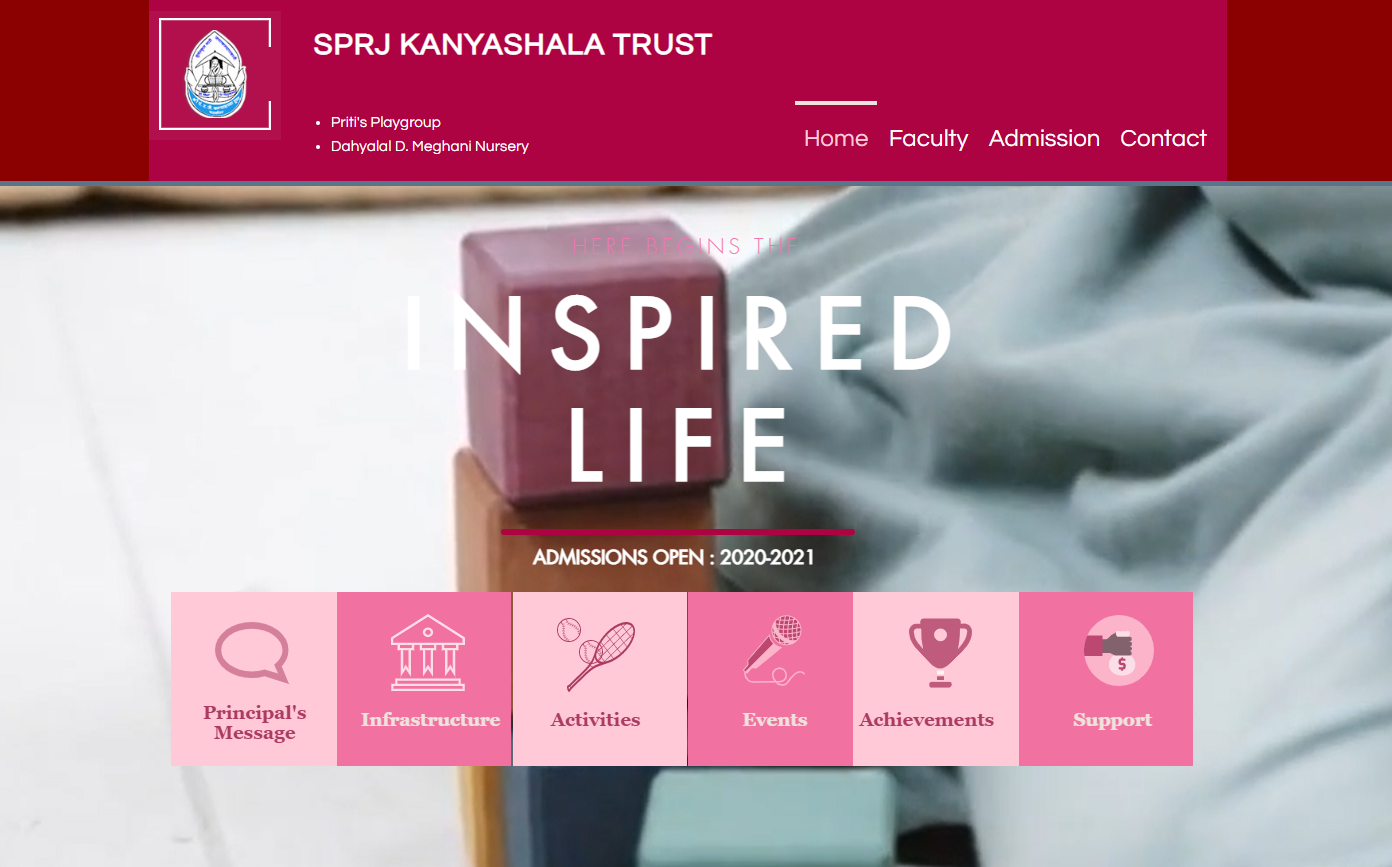 SPRJ KANYASHALA TRUST
Priti's Playgroup
Dahyalal D. Meghani Nursery
Home Faculty Admission Contact
HERE BEGINS THE
INSPIRED
LIFE
ADMISSIONS OPEN : 2020-2021
Principal's
Message
Infrastructure
Activities
Events
Achievements
Support
$